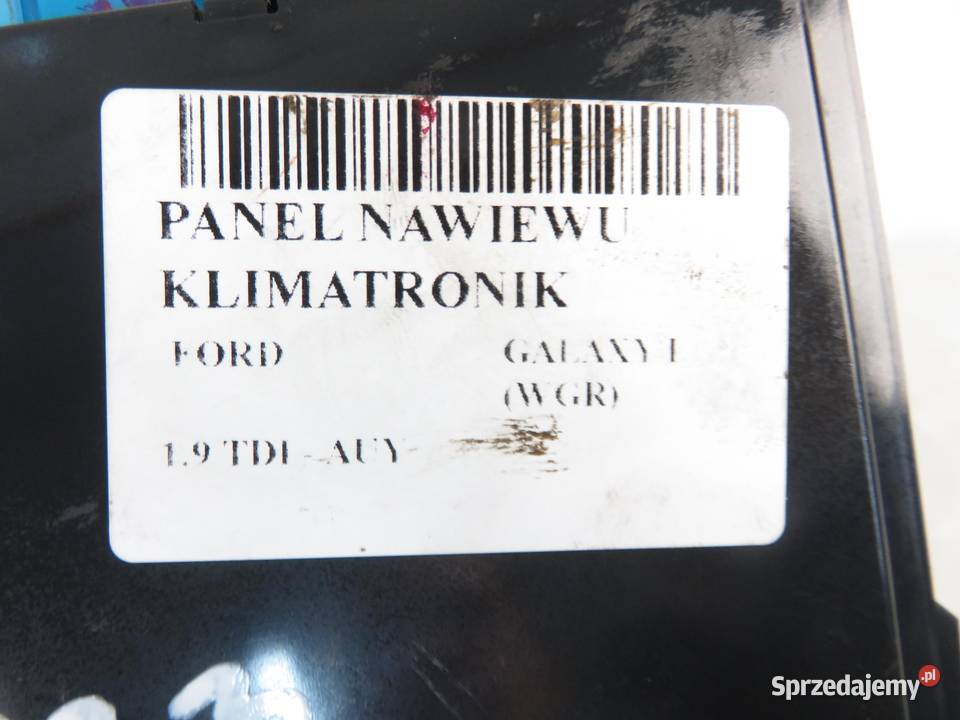 PANEL NAWIEWU
KLIMATRONIK
FORD GALAXY I
(WGR)
1.9 TDI - AUY
Sprzedajemy.pl